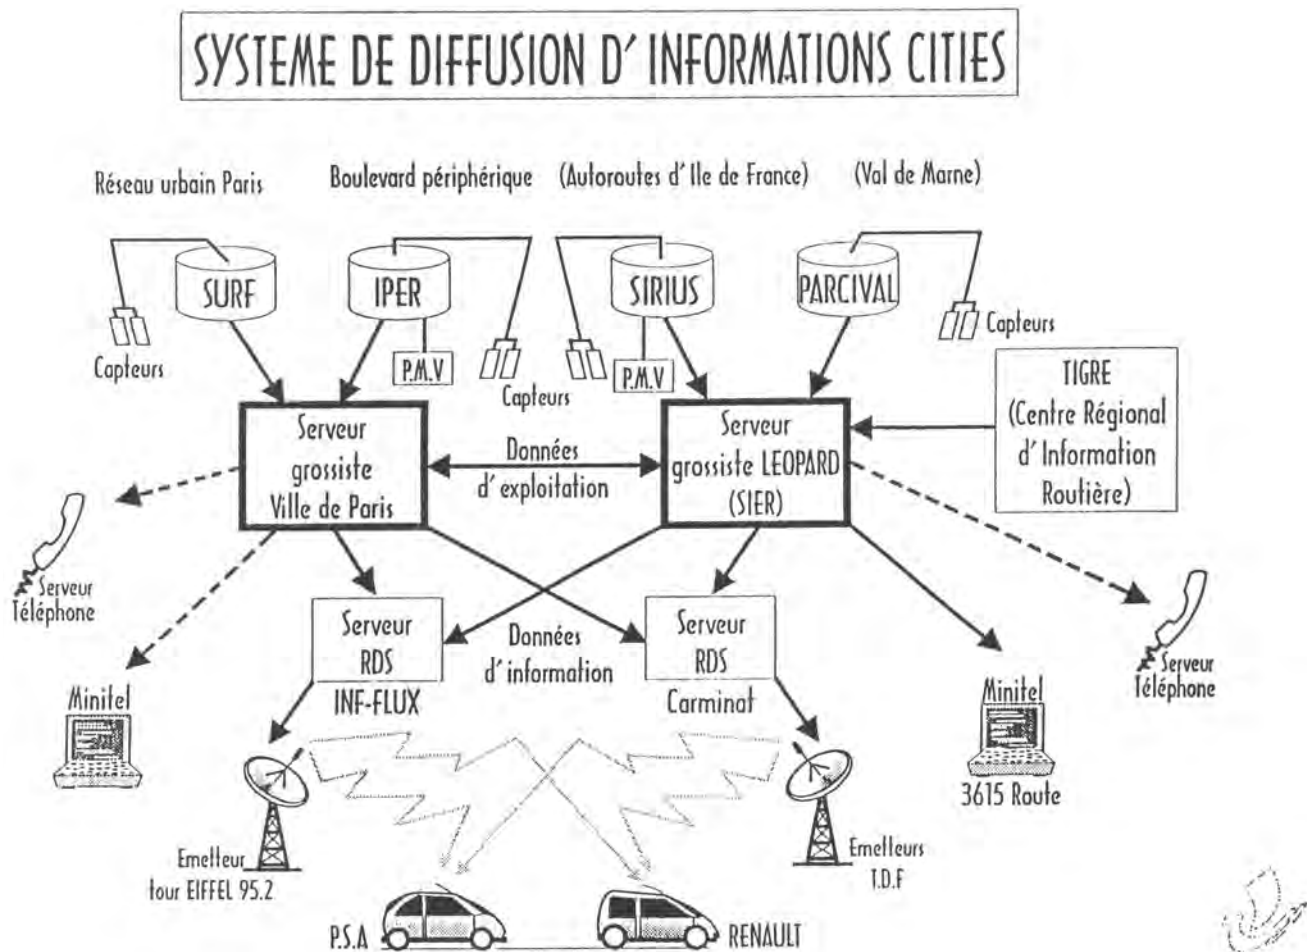 SYSTEME DE DIFFUSION D' INFORMATIONS CITIES
Réseau urbain Paris
Boulevard périphérique
(Autoroutes d' Ile de France)
(Val de Marne)
SURF
IPER
SIRIUS
PARCIVAL
Capteurs
P.M.V
Capteurs
P.M.V
Capteurs
TIGRE
(Centre Régional
d' Information
Routière)
Serveur
grossiste
Ville de Paris
Données
d' exploitation
Serveur
grossiste LEOPARD
(SIER)
Serveur
Téléphone
Serveur
RDS
INF-FLUX
Données
d' information
Serveur
RDS
Carminat
Serveur
Téléphone
Minitel
Minitel
3615 Route
Emetteur
tour EIFFEL 95.2
Emetteurs
T.D.F
P.S.A
RENAULT